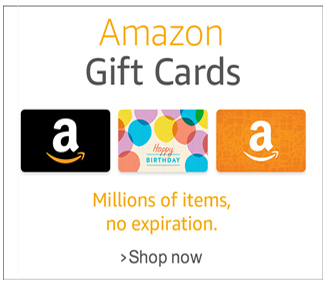 Amazon
Gift Cards
a
Happy
BIRTHDAY
a
Millions of items,
no expiration.
>Shop now